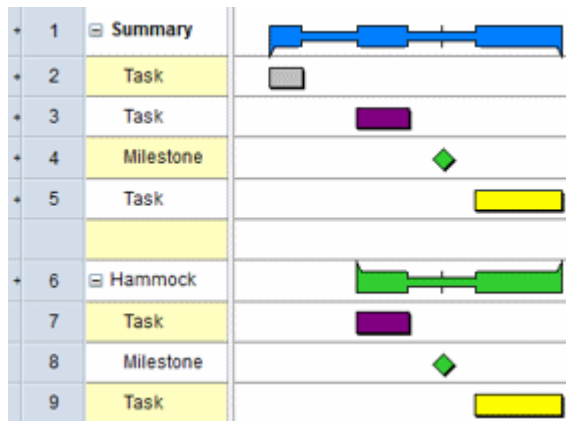 1 Summary
2 Task
3 Task
4 Milestone
5 Task
6 Hammock
7 Task
8 Milestone
9 Task